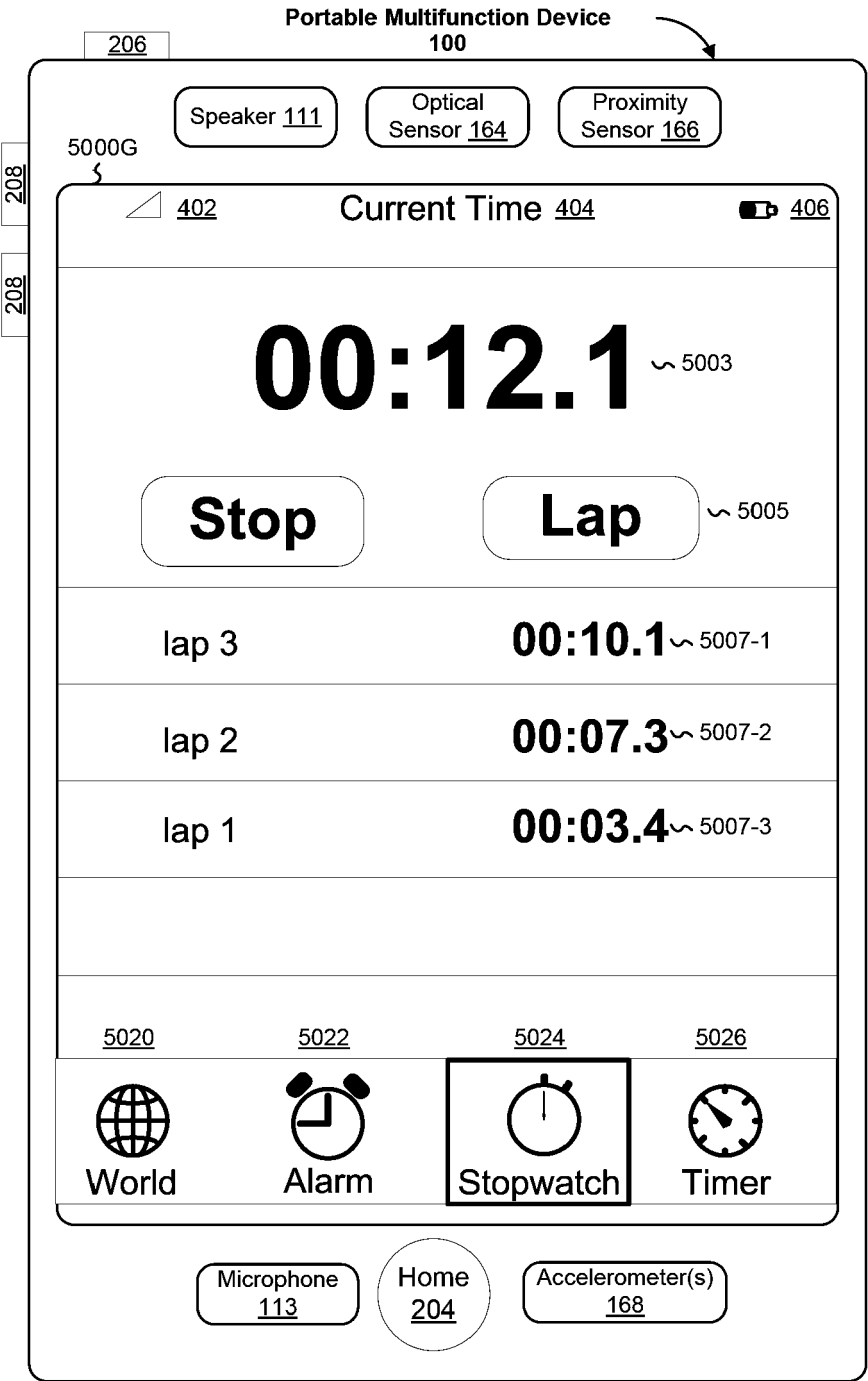 Portable Multifunction Device
100
206
Speaker 111
Optical
Sensor 164
Proximity
Sensor 166
5000G
208
208
402
Current Time 404
406
00:12.1
5003
Stop
Lap
5005
lap 3
00:10.1
5007-1
lap 2
00:07.3
5007-2
lap 1
00:03.4
5007-3
5020
5022
5024
5026
World
Alarm
Stopwatch
Timer
Microphone
113
Home
204
Accelerometer(s)
168